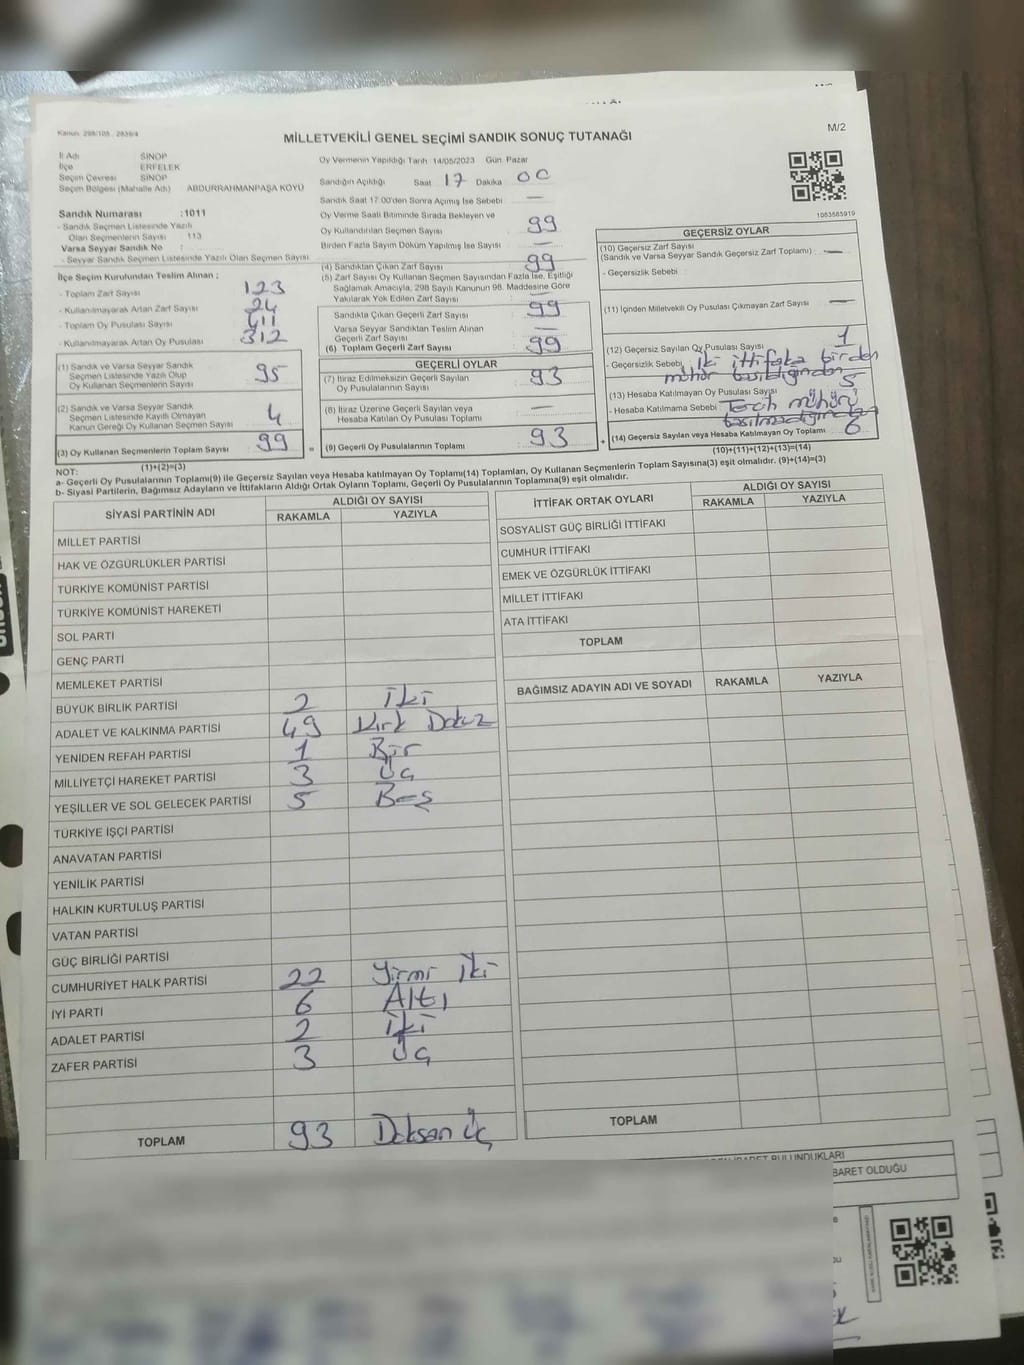 Kanun: 298/105 , 2839/4
MİLLETVEKİLİ GENEL SEÇİMİ SANDIK SONUÇ TUTANAĞI
M/2
İl Adı SİNOP
İlçe ERFELEK
Seçim Çevresi SİNOP
Seçim Bölgesi (Mahalle Adı) ABDURRAHMANPAŞA KÖYÜ
Oy Vermenin Yapıldığı Tarih 14/05/2023 Gün Pazar
Sandığın Açıldığı Saat 17 Dakika 00
Sandık Saat 17.00'den Sonra Açılmış İse Sebebi —
Oy Verme Saati Bitiminde Sırada Bekleyen ve
Oy Kullandırılan Seçmen Sayısı 99
Birden Fazla Sayım Döküm Yapılmış İse Sayısı —
Sandık Numarası :1011
- Sandık Seçmen Listesinde Yazılı
Olan Seçmenlerin Sayısı 113
Varsa Seyyar Sandık No :
- Seyyar Sandık Seçmen Listesinde Yazılı Olan Seçmen Sayısı
1063585919
İlçe Seçim Kurulundan Teslim Alınan ;
- Toplam Zarf Sayısı 123
- Kullanılmayarak Artan Zarf Sayısı 24
- Toplam Oy Pusulası Sayısı
- Kullanılmayarak Artan Oy Pusulası 312
(4) Sandıktan Çıkan Zarf Sayısı 99
(5) Zarf Sayısı Oy Kullanan Seçmen Sayısından Fazla İse, Eşitliği
Sağlamak Amacıyla, 298 Sayılı Kanunun 98. Maddesine Göre
Yakılarak Yok Edilen Zarf Sayısı —
Sandıkta Çıkan Geçerli Zarf Sayısı 99
Varsa Seyyar Sandıktan Teslim Alınan
Geçerli Zarf Sayısı —
(6) Toplam Geçerli Zarf Sayısı 99
GEÇERSİZ OYLAR
(10) Geçersiz Zarf Sayısı
(Sandık ve Varsa Seyyar Sandık Geçersiz Zarf Toplamı) —
- Geçersizlik Sebebi :
(11) İçinden Milletvekili Oy Pusulası Çıkmayan Zarf Sayısı —
(12) Geçersiz Sayılan Oy Pusulası Sayısı 1
- Geçersizlik Sebebi : İki ittifaka birden
mühür basıldığından
(13) Hesaba Katılmayan Oy Pusulası Sayısı 5
- Hesaba Katılmama Sebebi Tercih mührü
basılmadığından
(14) Geçersiz Sayılan veya Hesaba Katılmayan Oy Toplamı 6
(10)+(11)+(12)+(13)=(14)
(1) Sandık ve Varsa Seyyar Sandık
Seçmen Listesinde Yazılı Olup
Oy Kullanan Seçmenlerin Sayısı 95
(2) Sandık ve Varsa Seyyar Sandık
Seçmen Listesinde Kayıtlı Olmayan
Kanun Gereği Oy Kullanan Seçmen Sayısı 4
(3) Oy Kullanan Seçmenlerin Toplam Sayısı 99
(1)+(2)=(3)
GEÇERLİ OYLAR
(7) İtiraz Edilmeksizin Geçerli Sayılan
Oy Pusulalarının Sayısı 93
(8) İtiraz Üzerine Geçerli Sayılan veya
Hesaba Katılan Oy Pusulası Toplamı —
(9) Geçerli Oy Pusulalarının Toplamı 93
NOT:
a- Geçerli Oy Pusulalarının Toplamı(9) ile Geçersiz Sayılan veya Hesaba katılmayan Oy Toplamı(14) Toplamları, Oy Kullanan Seçmenlerin Toplam Sayısına(3) eşit olmalıdır. (9)+(14)=(3)
b- Siyasi Partilerin, Bağımsız Adayların ve İttifakların Aldığı Ortak Oyların Toplamı, Geçerli Oy Pusulalarının Toplamına(9) eşit olmalıdır.
SİYASİ PARTİNİN ADI ALDIĞI OY SAYISI
RAKAMLA YAZIYLA
MİLLET PARTİSİ
HAK VE ÖZGÜRLÜKLER PARTİSİ
TÜRKİYE KOMÜNİST PARTİSİ
TÜRKİYE KOMÜNİST HAREKETİ
SOL PARTİ
GENÇ PARTİ
MEMLEKET PARTİSİ
BÜYÜK BİRLİK PARTİSİ 2 İki
ADALET VE KALKINMA PARTİSİ 49 Kırk Dokuz
YENİDEN REFAH PARTİSİ 1 Bir
MİLLİYETÇİ HAREKET PARTİSİ 3 Üç
YEŞİLLER VE SOL GELECEK PARTİSİ 5 Beş
TÜRKİYE İŞÇİ PARTİSİ
ANAVATAN PARTİSİ
YENİLİK PARTİSİ
HALKIN KURTULUŞ PARTİSİ
VATAN PARTİSİ
GÜÇ BİRLİĞİ PARTİSİ
CUMHURİYET HALK PARTİSİ 22 Yirmi iki
İYİ PARTİ 6 Altı
ADALET PARTİSİ 2 İki
ZAFER PARTİSİ 3 Üç
TOPLAM 93 Doksan Üç
İTTİFAK ORTAK OYLARI ALDIĞI OY SAYISI
RAKAMLA YAZIYLA
SOSYALİST GÜÇ BİRLİĞİ İTTİFAKI
CUMHUR İTTİFAKI
EMEK VE ÖZGÜRLÜK İTTİFAKI
MİLLET İTTİFAKI
ATA İTTİFAKI
TOPLAM
BAĞIMSIZ ADAYIN ADI VE SOYADI RAKAMLA YAZIYLA
TOPLAM
BULUNDUKLARI
BARET OLDUĞU